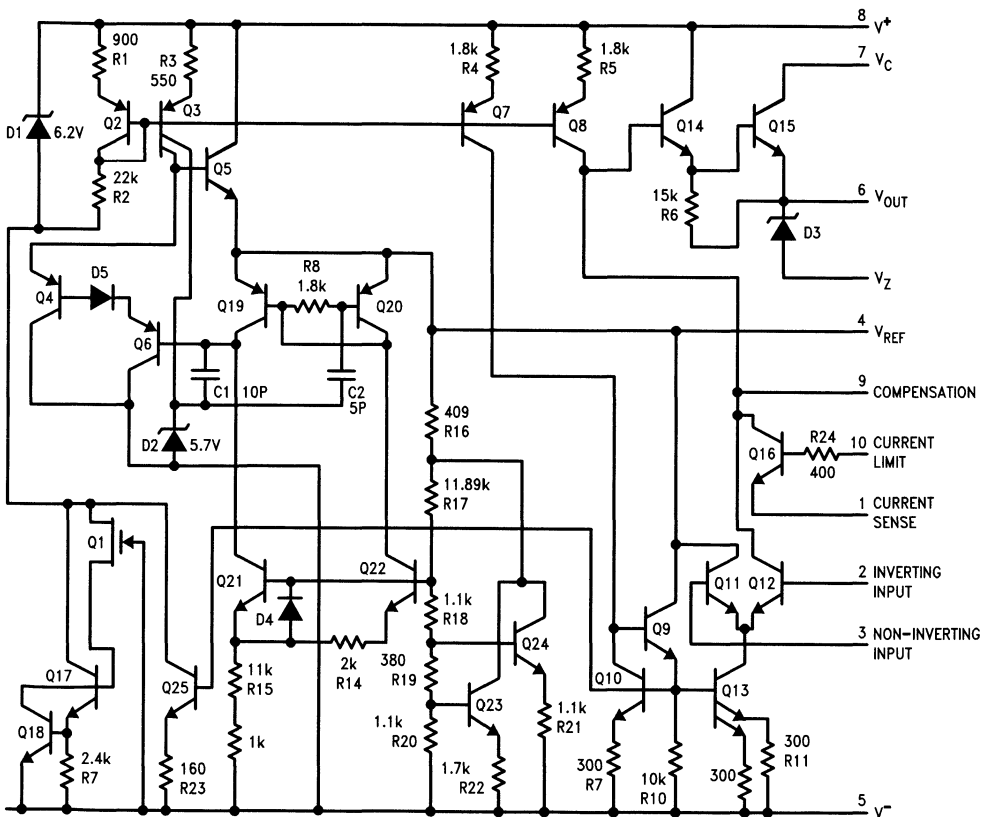 8 V+
7 VC
900
R1
R3
550
Q3
1.8k
R4
Q7
1.8k
R5
D1
6.2V
Q2
Q5
Q8
Q14
Q15
22k
R2
15k
R6
6 VOUT
D3
VZ
D5
Q4
Q6
Q19
R8
1.8k
Q20
4 VREF
C1
10P
C2
5P
9 COMPENSATION
D2
5.7V
409
R16
Q16
R24
400
10 CURRENT
LIMIT
11.89k
R17
1 CURRENT
SENSE
Q1
Q21
D4
Q22
1.1k
R18
Q11
Q12
2 INVERTING
INPUT
3 NON-INVERTING
INPUT
2k
R14
380
R19
Q24
Q9
Q17
Q25
11k
R15
Q23
Q10
Q13
Q18
2.4k
R7
160
R23
1k
1.1k
R20
1.7k
R22
1.1k
R21
300
R7
10k
R10
300
300
R11
5 V−